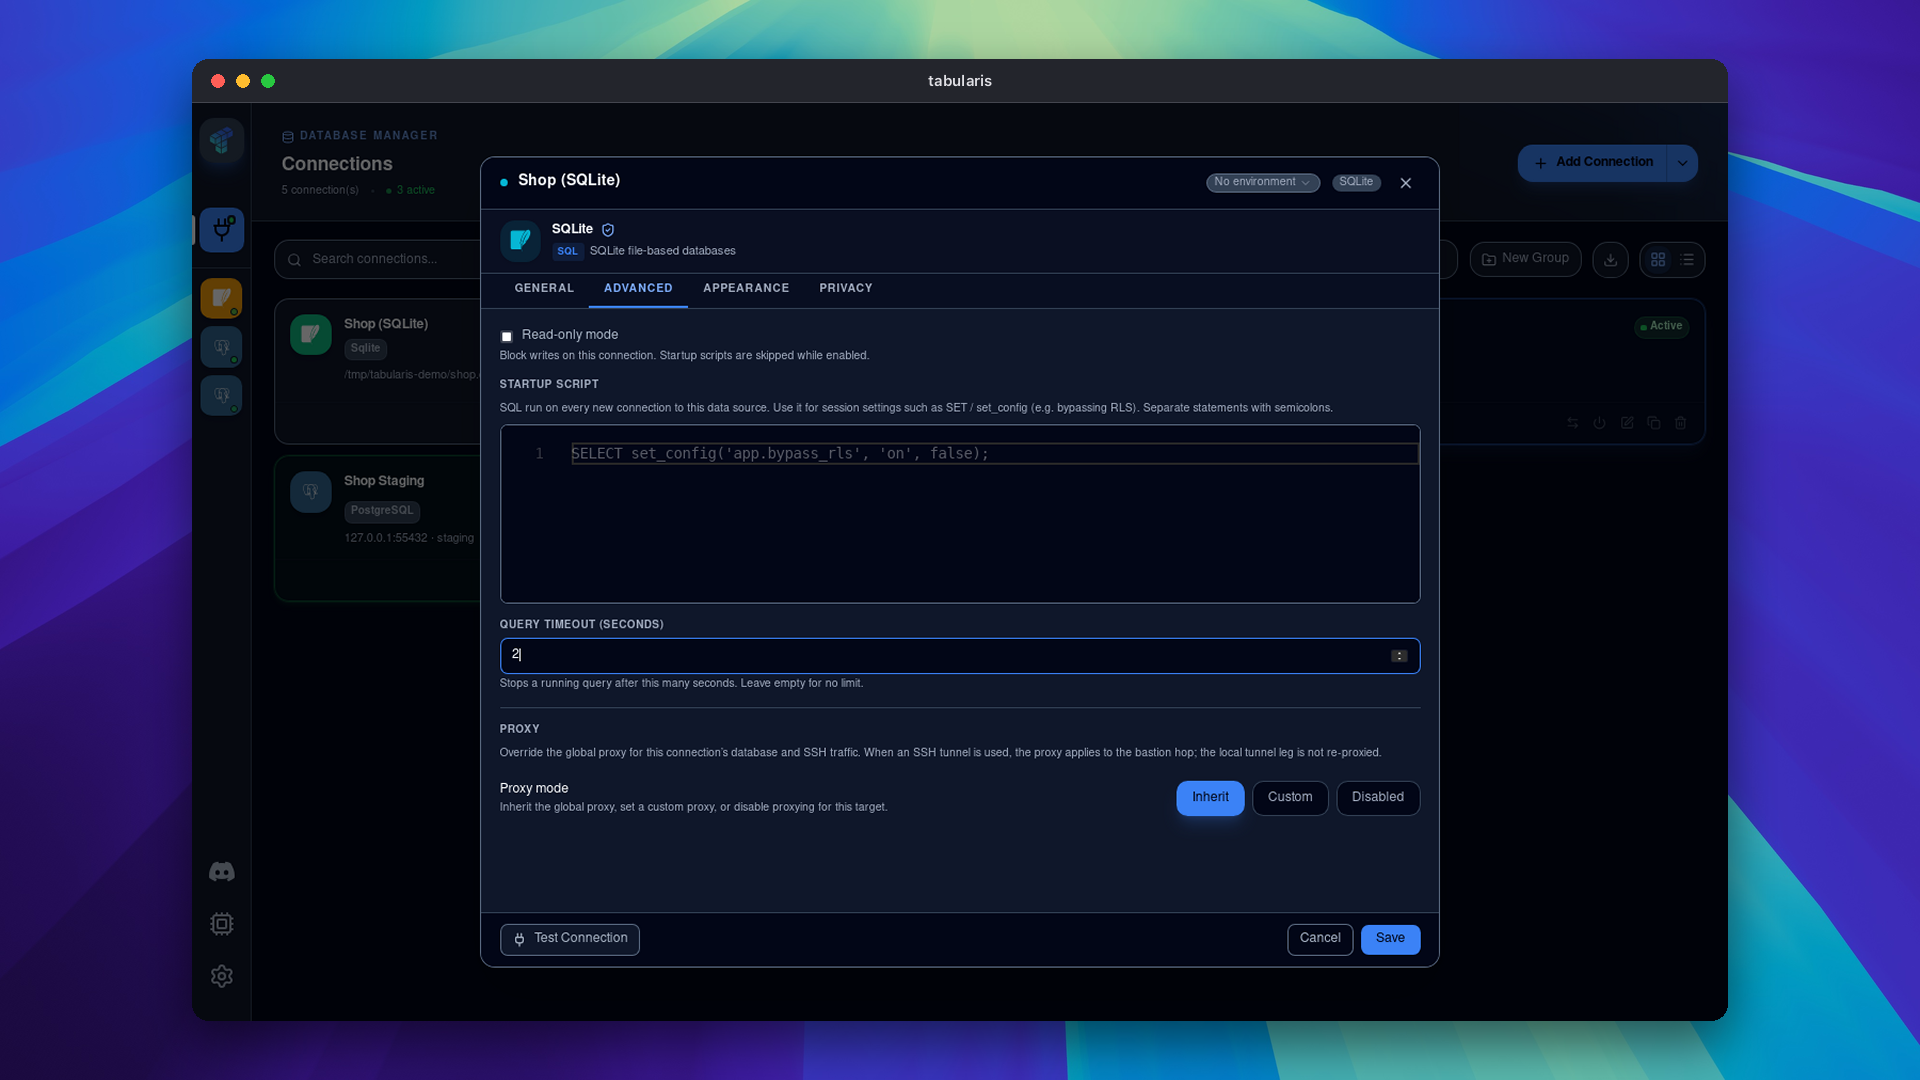 tabularis
DATABASE MANAGER
Connections
5 connection(s) · 3 active
Add Connection
Search connections...
New Group
Shop (SQLite)
Sqlite
/tmp/tabularis-demo/shop.
Active
Shop Staging
PostgreSQL
127.0.0.1:55432 · staging
Shop (SQLite)
No environment
SQLite
SQLite
SQL
SQLite file-based databases
GENERAL
ADVANCED
APPEARANCE
PRIVACY
Read-only mode
Block writes on this connection. Startup scripts are skipped while enabled.
STARTUP SCRIPT
SQL run on every new connection to this data source. Use it for session settings such as SET / set_config (e.g. bypassing RLS). Separate statements with semicolons.
1 SELECT set_config('app.bypass_rls', 'on', false);
QUERY TIMEOUT (SECONDS)
2
Stops a running query after this many seconds. Leave empty for no limit.
PROXY
Override the global proxy for this connection's database and SSH traffic. When an SSH tunnel is used, the proxy applies to the bastion hop; the local tunnel leg is not re-proxied.
Proxy mode
Inherit the global proxy, set a custom proxy, or disable proxying for this target.
Inherit
Custom
Disabled
Test Connection
Cancel
Save